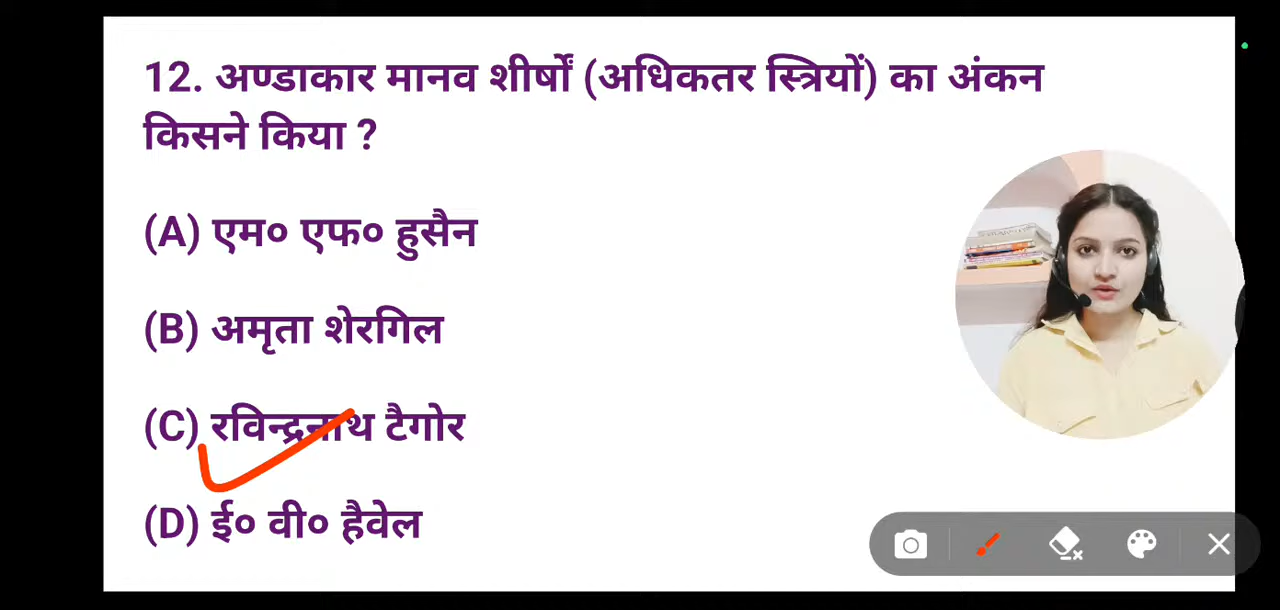 12. अण्डाकार मानव शीर्षों (अधिकतर स्त्रियों) का अंकन
किसने किया ?
(A) एम० एफ० हुसैन
(B) अमृता शेरगिल
(C) रविन्द्रनाथ टैगोर
(D) ई० वी० हैवेल